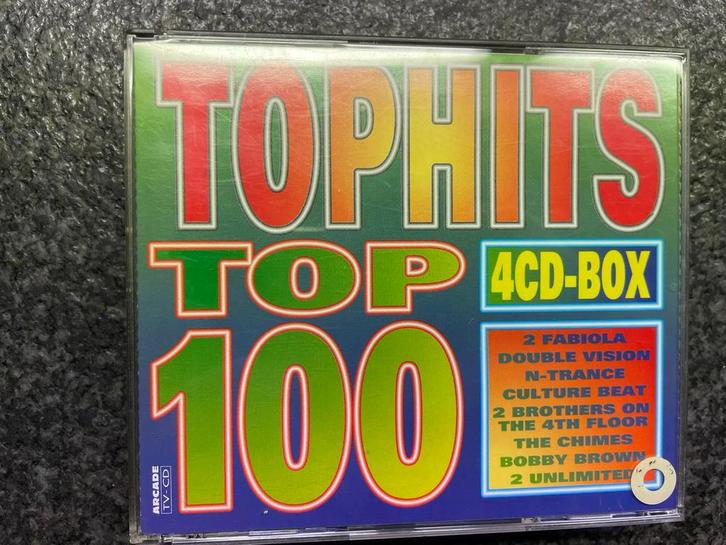 TOPHITS
TOP
100
4CD-BOX
2 FABIOLA
DOUBLE VISION
N-TRANCE
CULTURE BEAT
2 BROTHERS ON
THE 4TH FLOOR
THE CHIMES
BOBBY BROWN
2 UNLIMITED
ARCADE
TV-CD